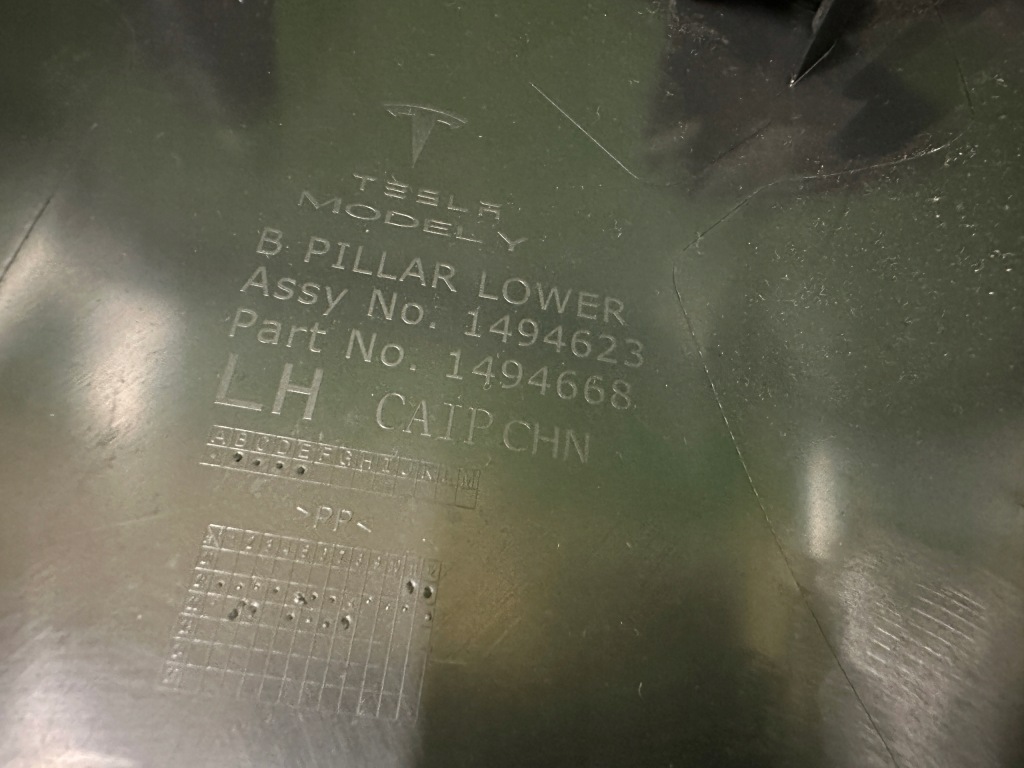 TESLA
MODEL Y
B PILLAR LOWER
Assy No. 1494623
Part No. 1494668
LH CAIP CHN
A B C D E F G H I J K L M
>PP<